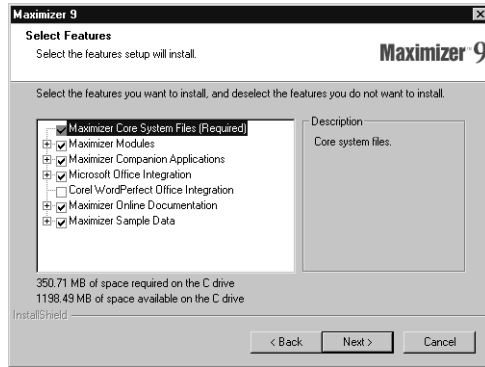 Maximizer 9
Select Features
Select the features setup will install.
Maximizer™ 9
Select the features you want to install, and deselect the features you do not want to install.
Maximizer Core System Files (Required)
Maximizer Modules
Maximizer Companion Applications
Microsoft Office Integration
Corel WordPerfect Office Integration
Maximizer Online Documentation
Maximizer Sample Data
Description
Core system files.
350.71 MB of space required on the C drive
1198.49 MB of space available on the C drive
InstallShield
< Back
Next >
Cancel